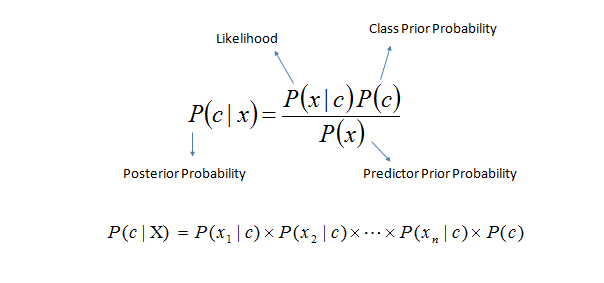 Likelihood
Class Prior Probability
P(c | x) = P(x | c)P(c) / P(x)
Posterior Probability
Predictor Prior Probability
P(c | X) = P(x₁ | c) × P(x₂ | c) × ⋯ × P(xₙ | c) × P(c)